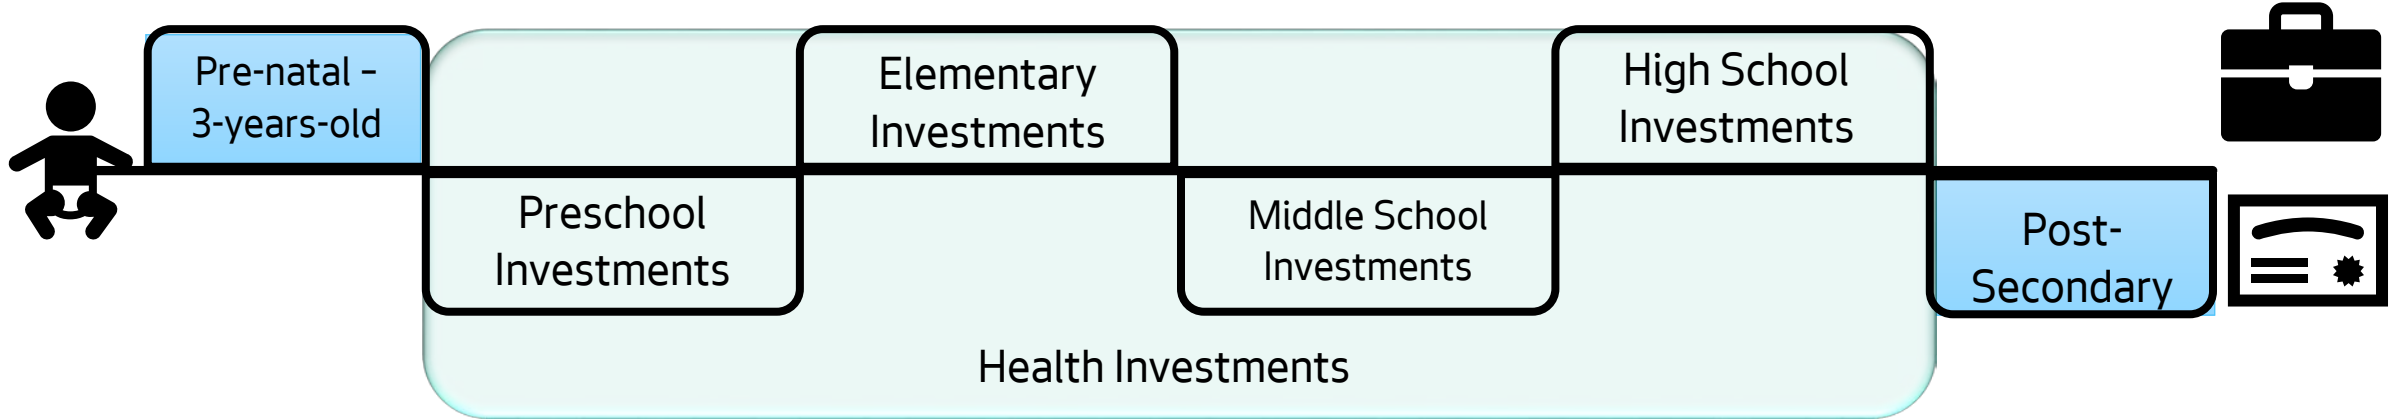 Pre-natal –
3-years-old
Preschool
Investments
Elementary
Investments
Middle School
Investments
High School
Investments
Post-
Secondary
Health Investments